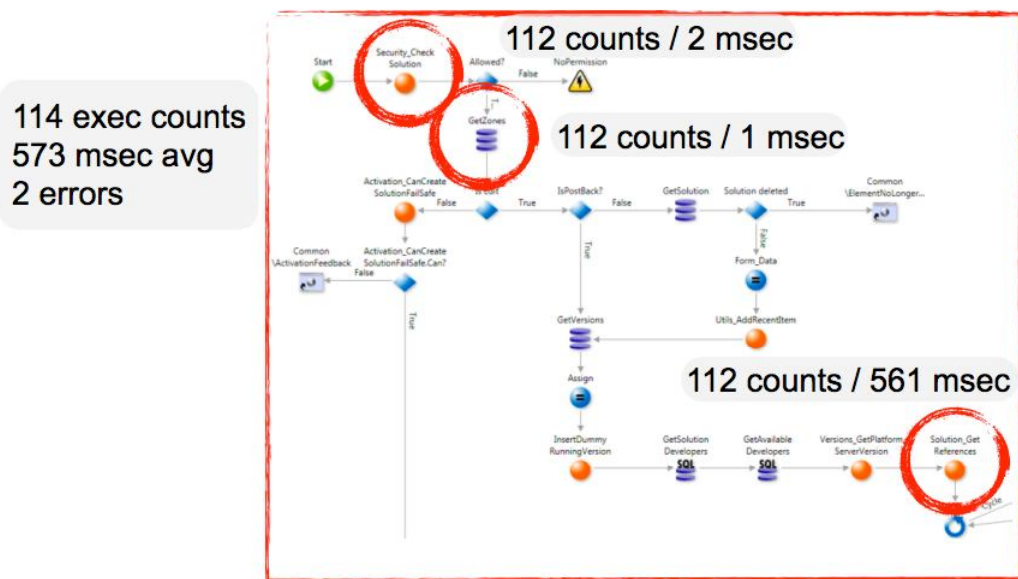 112 counts / 2 msec
Security_Check
Solution
Start
Allowed?
NoPermission
False
114 exec counts
573 msec avg
2 errors
GetZones
112 counts / 1 msec
Activation_CanCreate
SolutionFailSafe
False
True
IsPostBack?
False
GetSolution
Solution deleted
True
Common
\ElementNoLonger...
Common
\ActivationFeedback
False
Activation_CanCreate
SolutionFailSafe.Can?
True
True
False
Form_Data
GetVersions
Utils_AddRecentItem
Assign
112 counts / 561 msec
InsertDummy
RunningVersion
GetSolution
Developers
SQL
GetAvailable
Developers
SQL
Versions_GetPlatform
ServerVersion
Solution_Get
References
Cycle